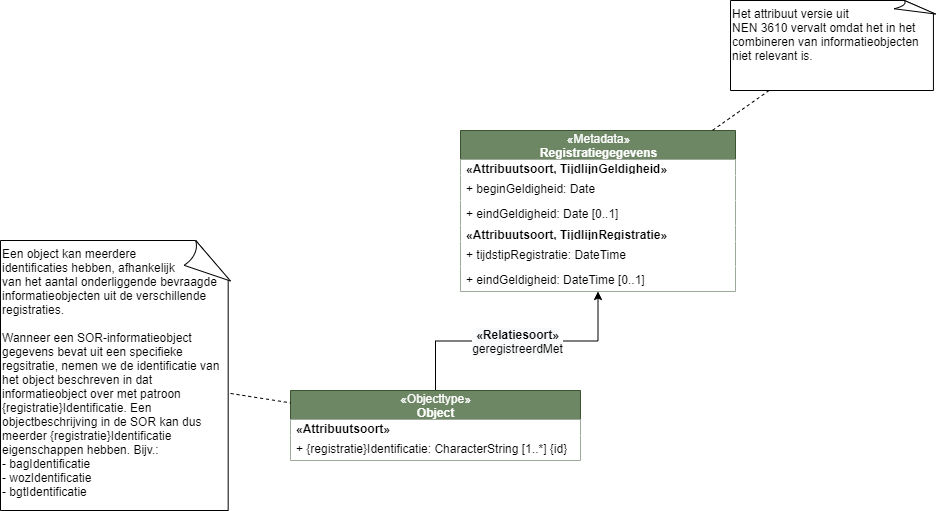 Het attribuut versie uit
NEN 3610 vervalt omdat het in het
combineren van informatieobjecten
niet relevant is.
«Metadata»
Registratiegegevens
«Attribuutsoort, TijdlijnGeldigheid»
+ beginGeldigheid: Date
+ eindGeldigheid: Date [0..1]
«Attribuutsoort, TijdlijnRegistratie»
+ tijdstipRegistratie: DateTime
+ eindGeldigheid: DateTime [0..1]
Een object kan meerdere
identificaties hebben, afhankelijk
van het aantal onderliggende bevraagde
informatieobjecten uit de verschillende
registraties.
Wanneer een SOR-informatieobject
gegevens bevat uit een specifieke
regsitratie, nemen we de identificatie van
het object beschreven in dat
informatieobject over met patroon
{registratie}Identificatie. Een
objectbeschrijving in de SOR kan dus
meerder {registratie}Identificatie
eigenschappen hebben. Bijv.:
- bagIdentificatie
- wozIdentificatie
- bgtIdentificatie
«Relatiesoort»
geregistreerdMet
«Objecttype»
Object
«Attribuutsoort»
+ {registratie}Identificatie: CharacterString [1..*] {id}